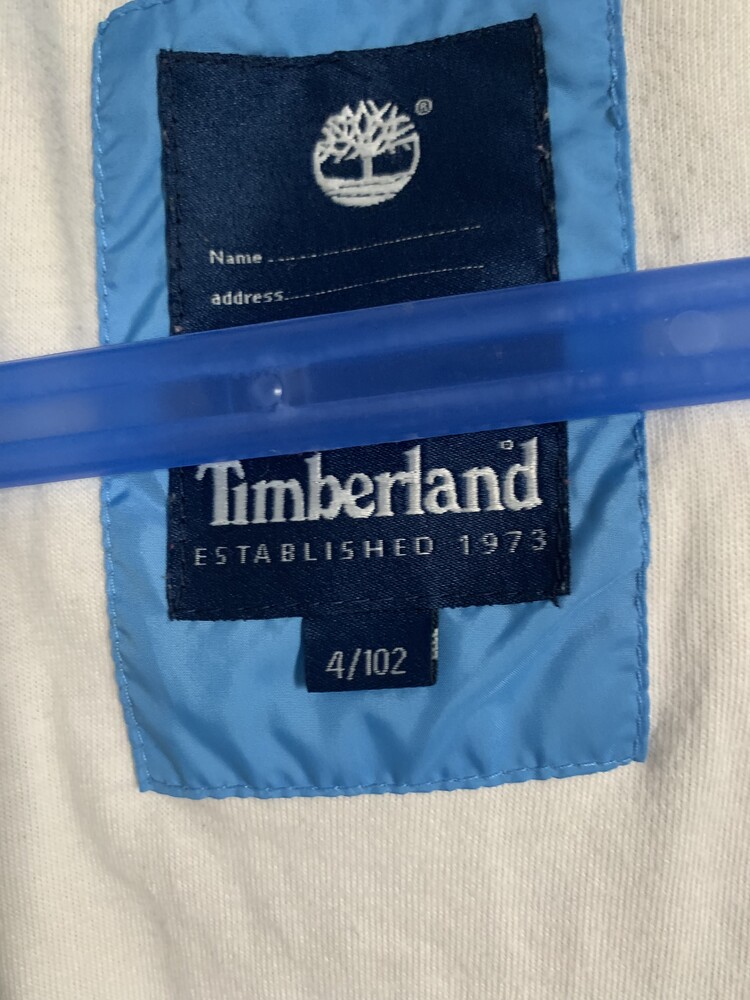 ®
Name
address
Timberland
ESTABLISHED 1973
4/102